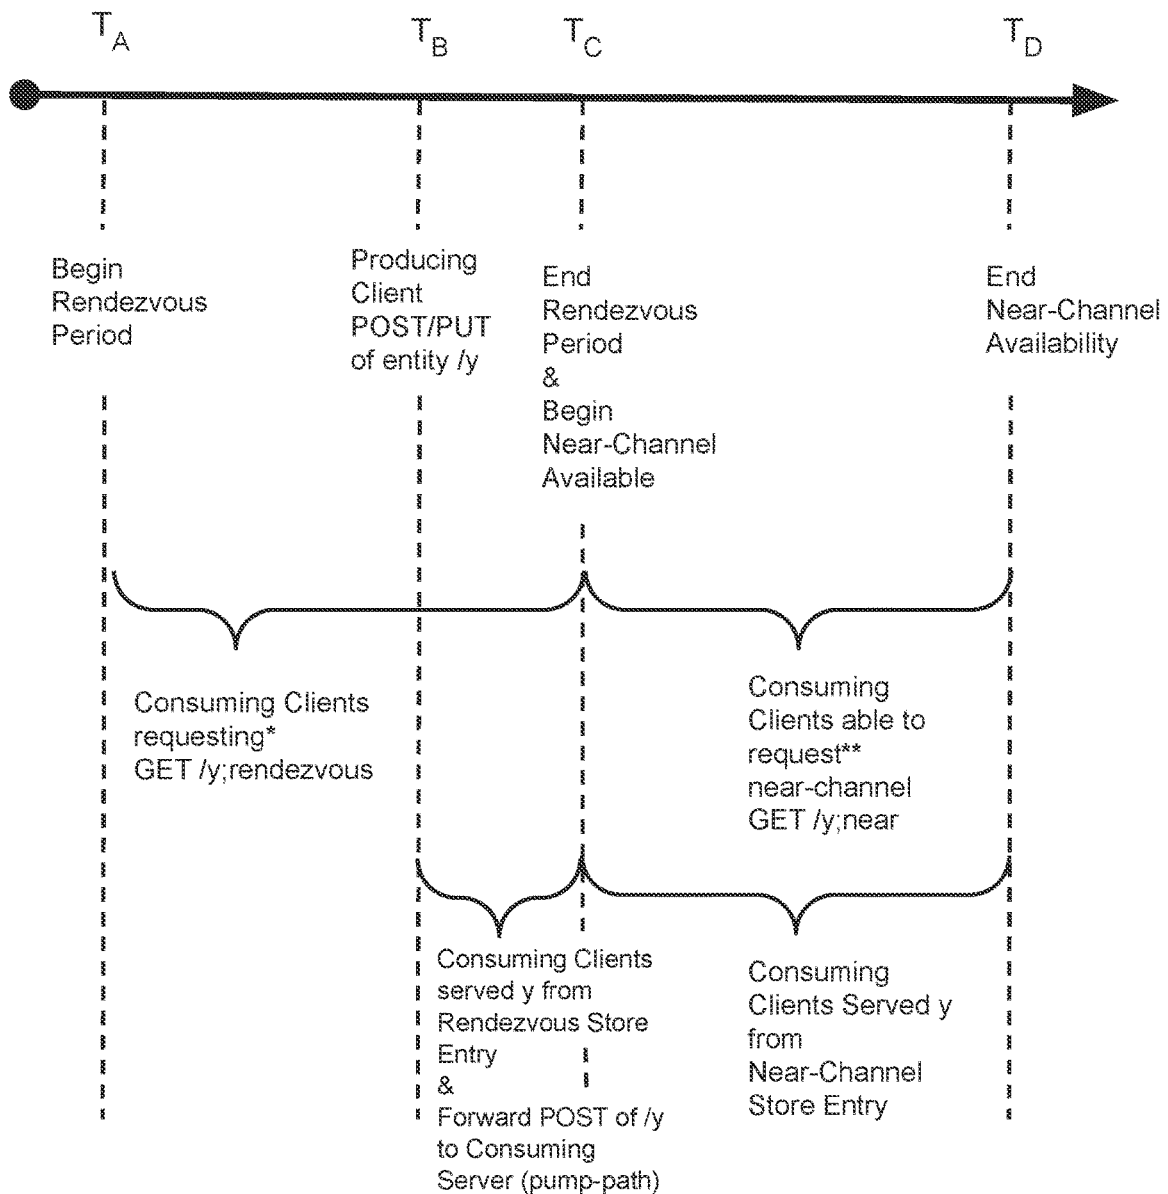 T_A
T_B
T_C
T_D
Begin
Rendezvous
Period
Producing
Client
POST/PUT
of entity /y
End
Rendezvous
Period
&
Begin
Near-Channel
Available
End
Near-Channel
Availability
Consuming Clients
requesting*
GET /y;rendezvous
Consuming
Clients able to
request**
near-channel
GET /y;near
Consuming Clients
served y from
Rendezvous Store
Entry
&
Forward POST of /y
to Consuming
Server (pump-path)
Consuming
Clients Served y
from
Near-Channel
Store Entry